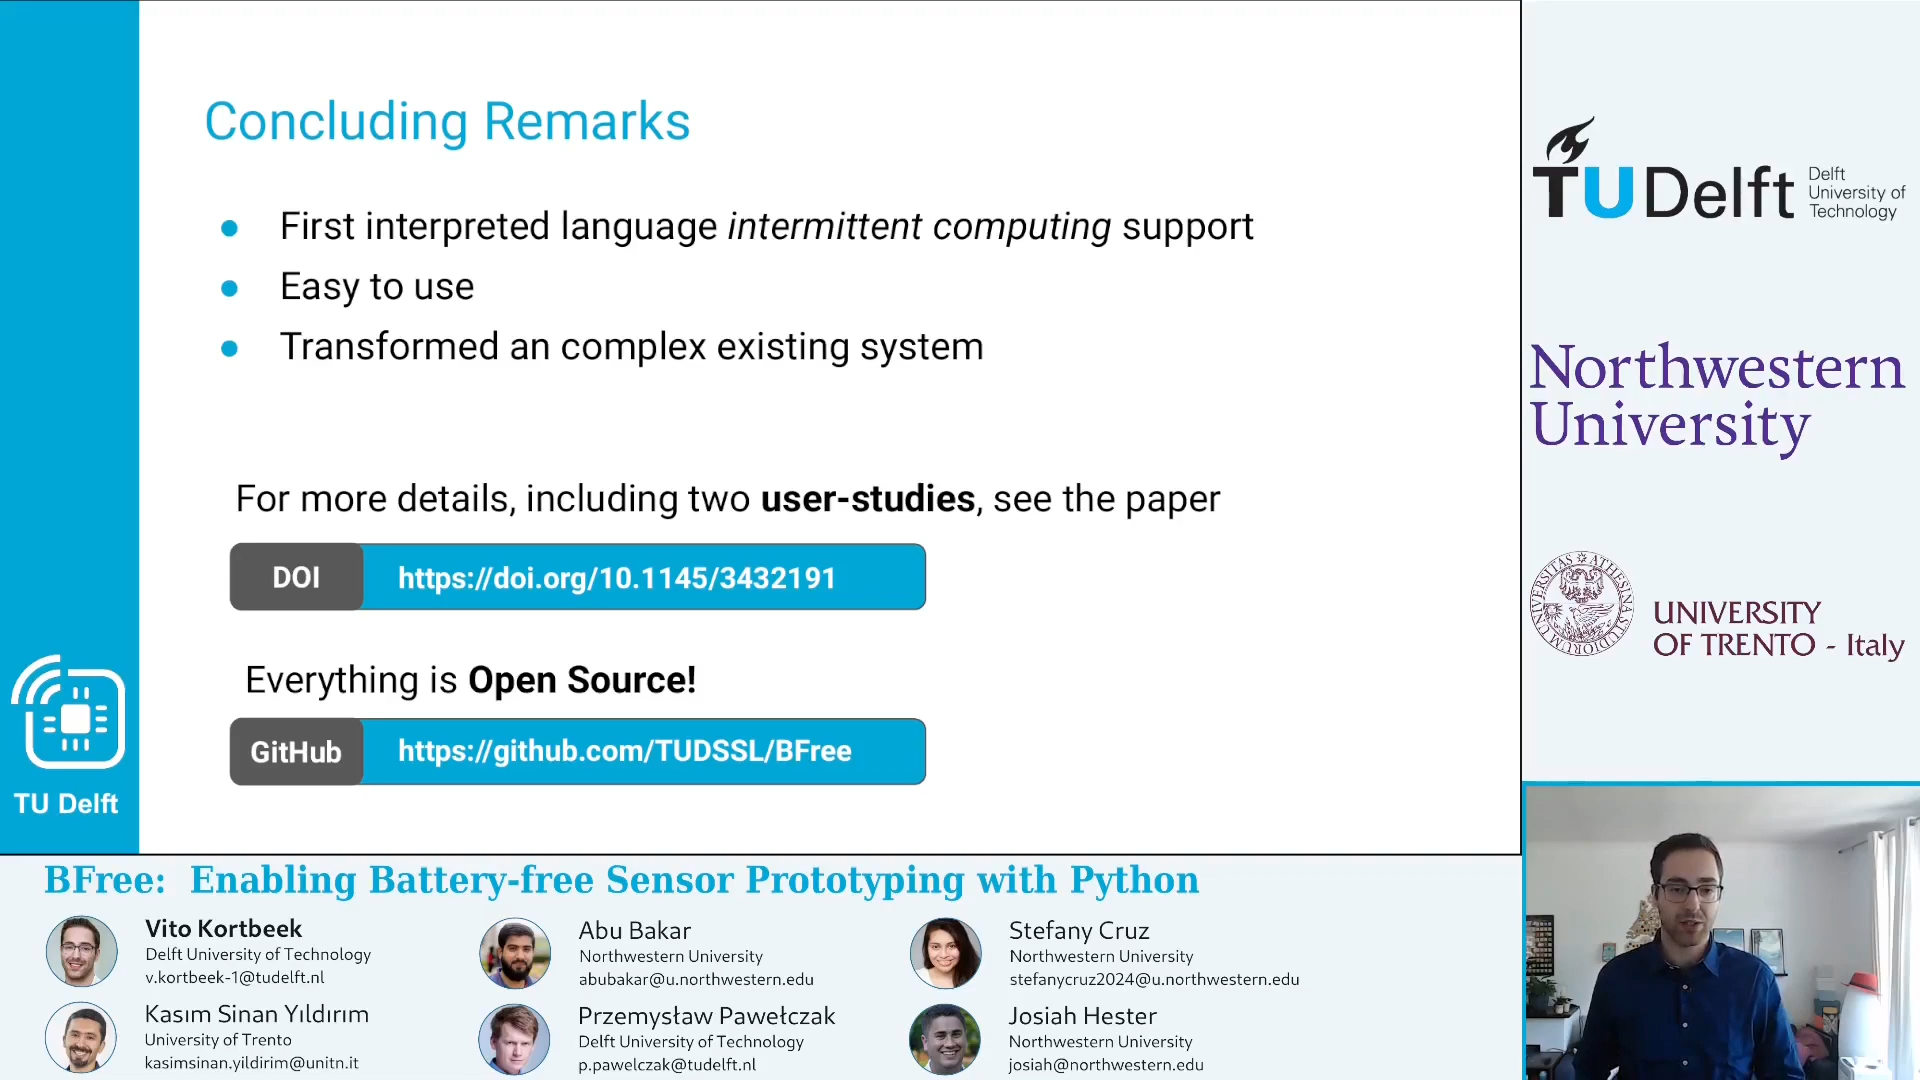 Concluding Remarks
First interpreted language intermittent computing support
Easy to use
Transformed an complex existing system
For more details, including two user-studies, see the paper
DOI https://doi.org/10.1145/3432191
Everything is Open Source!
GitHub https://github.com/TUDSSL/BFree
TU Delft
TUDelft
Delft
University of
Technology
Northwestern
University
UNIVERSITY
OF TRENTO - Italy
BFree: Enabling Battery-free Sensor Prototyping with Python
Vito Kortbeek
Delft University of Technology
v.kortbeek-1@tudelft.nl
Abu Bakar
Northwestern University
abubakar@u.northwestern.edu
Stefany Cruz
Northwestern University
stefanycruz2024@u.northwestern.edu
Kasım Sinan Yıldırım
University of Trento
kasimsinan.yildirim@unitn.it
Przemysław Pawełczak
Delft University of Technology
p.pawelczak@tudelft.nl
Josiah Hester
Northwestern University
josiah@northwestern.edu